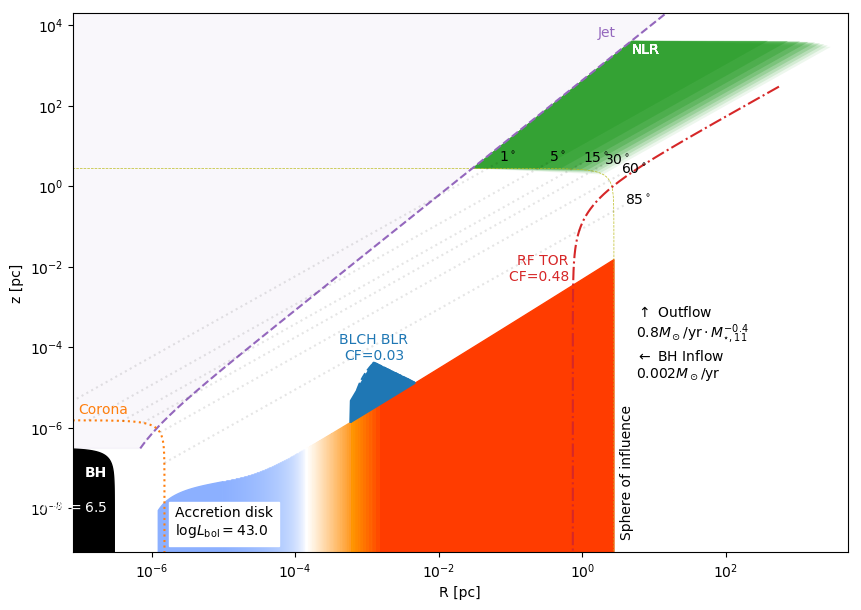 10⁴
10²
10⁰
10⁻²
10⁻⁴
10⁻⁶
10⁻⁸
z [pc]
Jet
NLR
1°
5°
15°
30°
60°
85°
RF TOR
CF=0.48
BLCH BLR
CF=0.03
↑ Outflow
0.8M⊙/yr · M⋆,11^−0.4
← BH Inflow
0.002M⊙/yr
Corona
BH
= 6.5
Accretion disk
logL_bol = 43.0
Sphere of influence
10⁻⁶
10⁻⁴
10⁻²
10⁰
10²
R [pc]